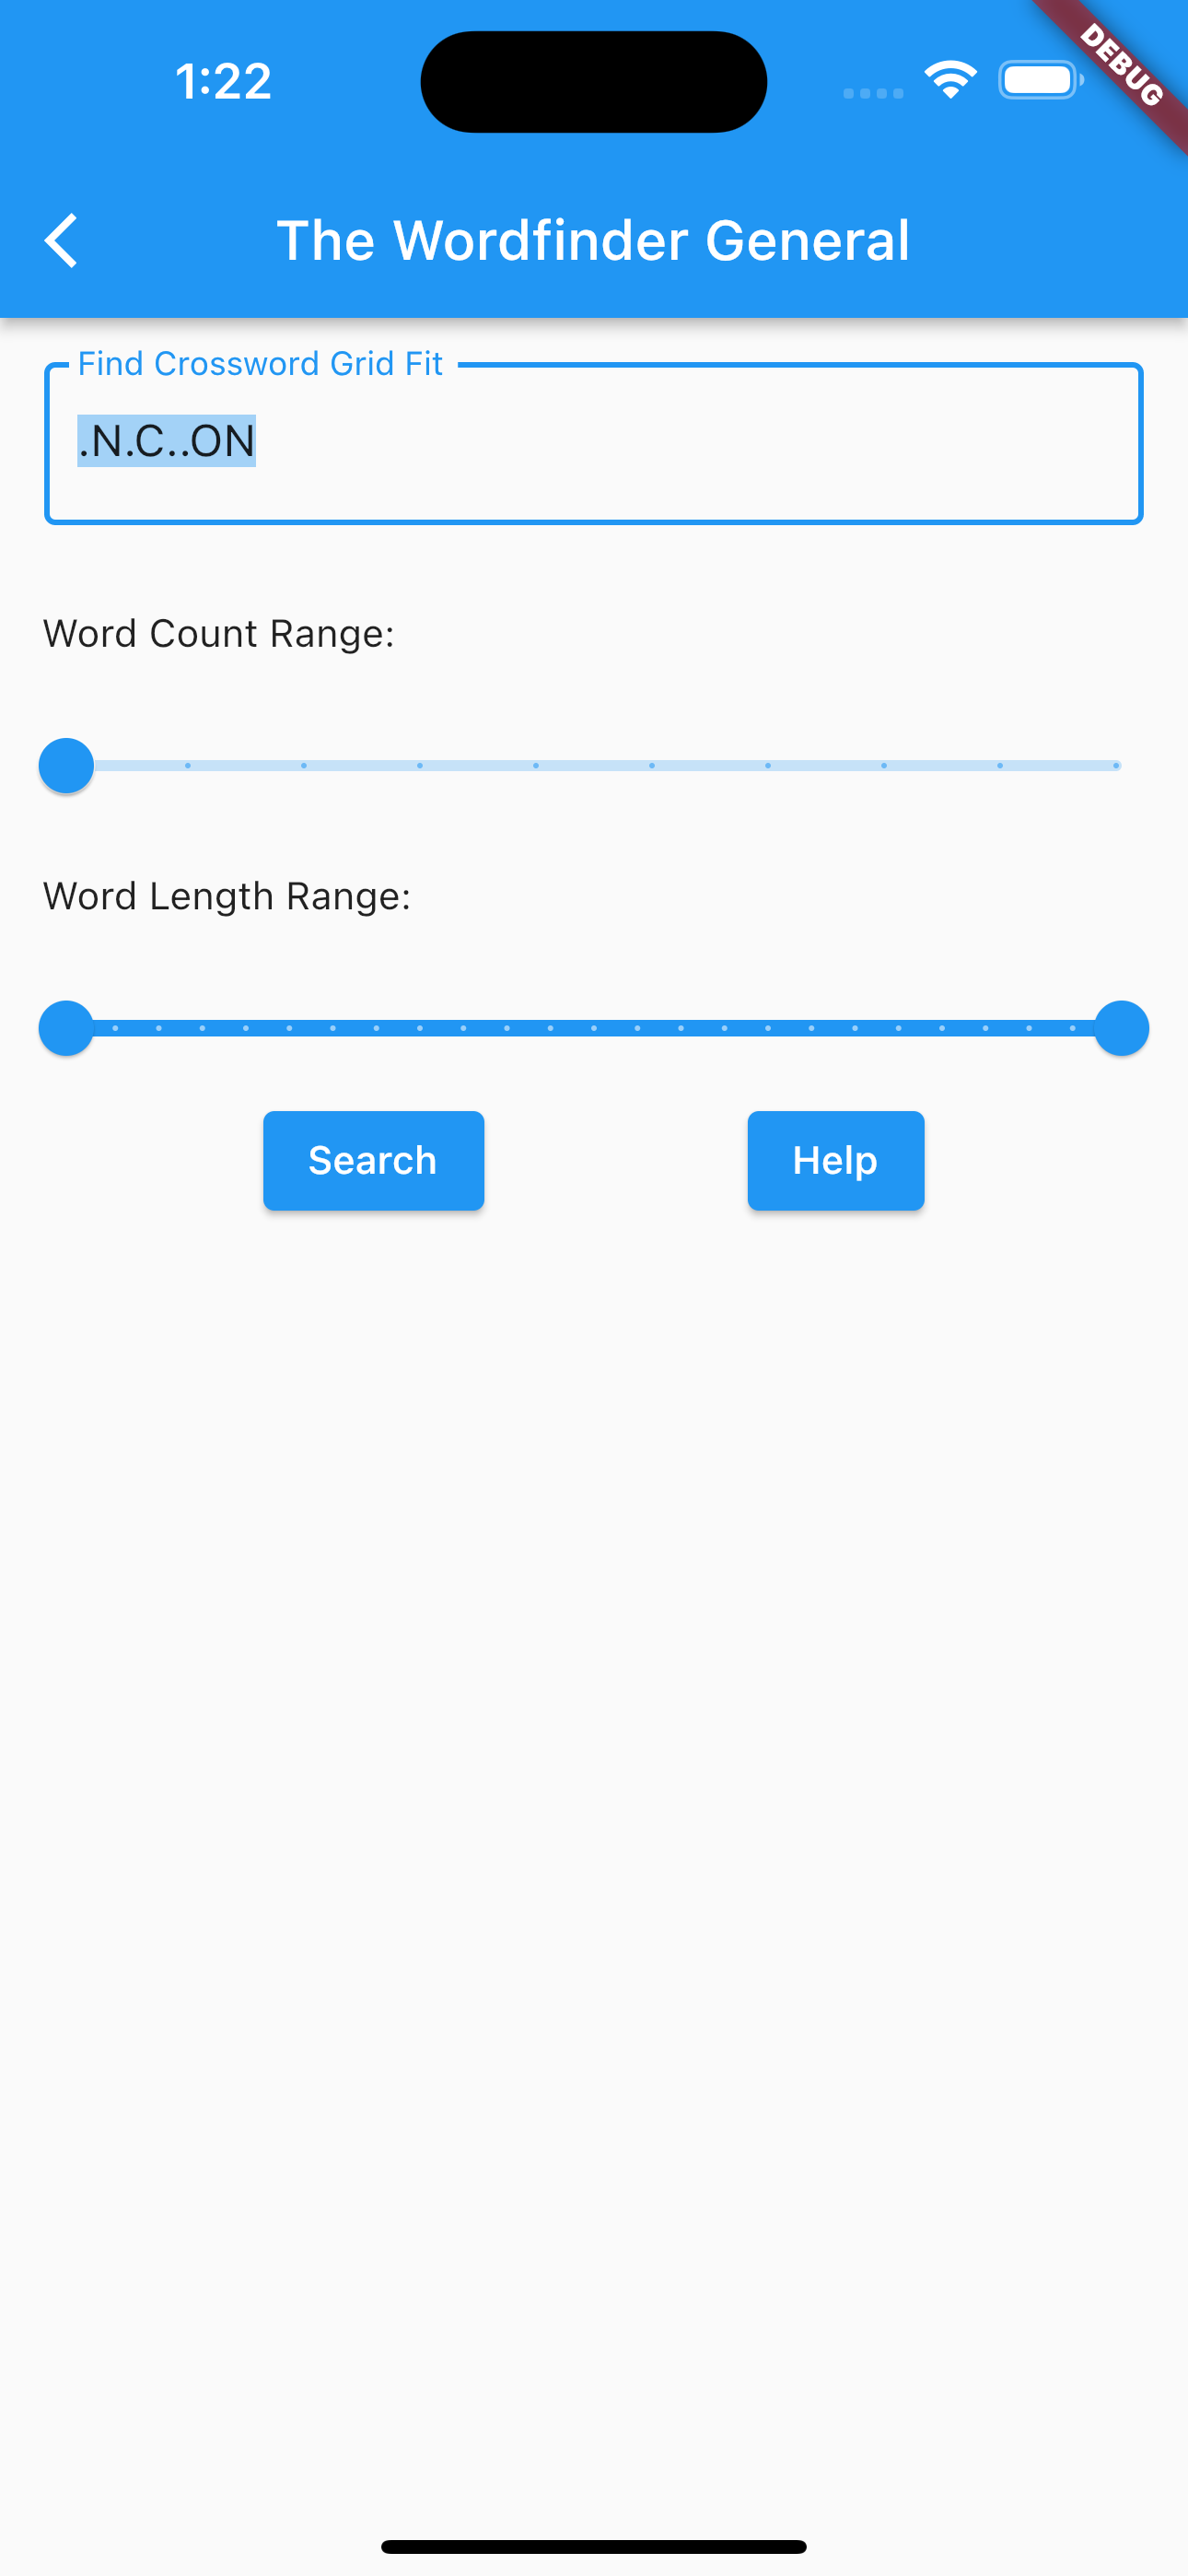 1:22
DEBUG
The Wordfinder General
Find Crossword Grid Fit
.N.C..ON
Word Count Range:
Word Length Range:
Search
Help